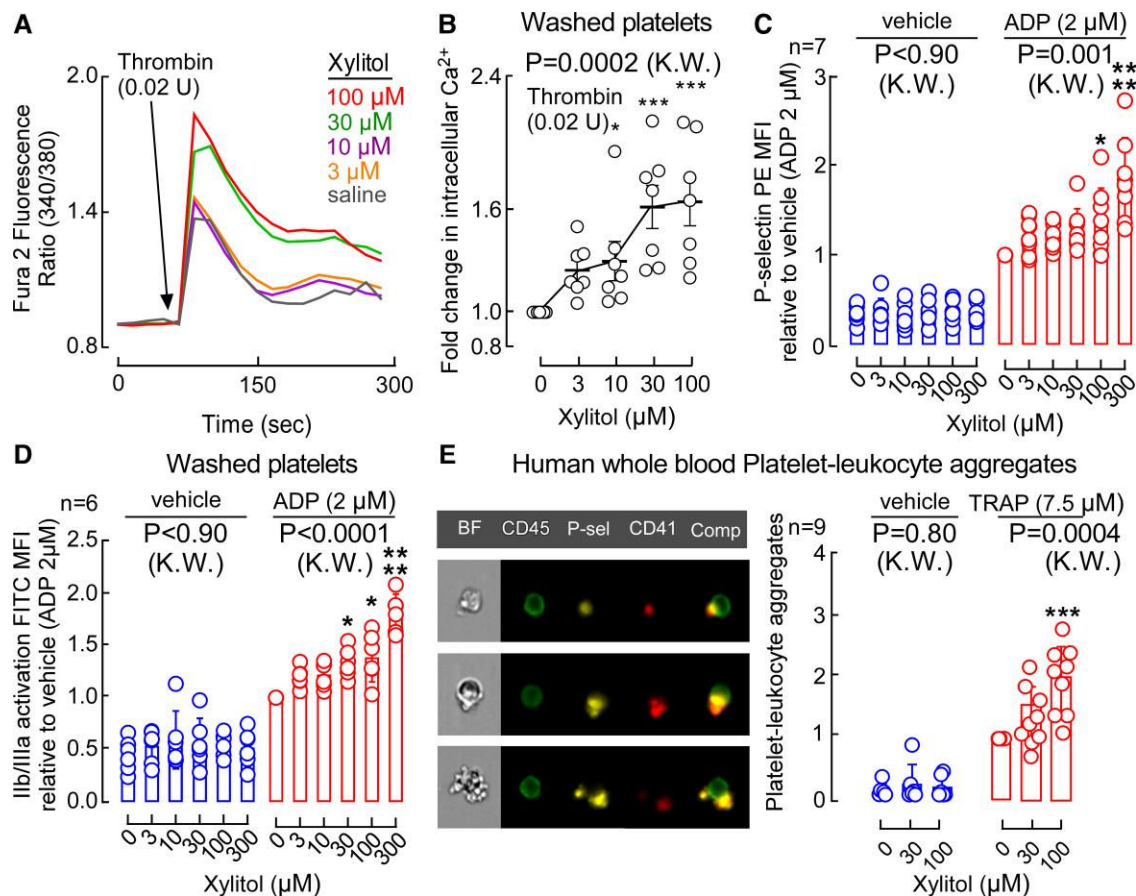 A
Thrombin
(0.02 U)
Xylitol
100 µM
30 µM
10 µM
3 µM
saline
2.0
1.4
0.8
Fura 2 Fluorescence
Ratio (340/380)
0
150
300
Time (sec)
B
Washed platelets
P=0.0002 (K.W.)
Thrombin
(0.02 U)
*
***
***
2.4
1.6
1.0
0.8
Fold change in intracellular Ca2+
0
3
10
30
100
Xylitol (µM)
C
n=7
vehicle
P<0.90
(K.W.)
ADP (2 µM)
P=0.001
(K.W.)
*
**
**
3
2
1
0
P-selectin PE MFI
relative to vehicle (ADP 2 µM)
0 3 10 30 100 300
0 3 10 30 100 300
Xylitol (µM)
D
Washed platelets
n=6
vehicle
P<0.90
(K.W.)
ADP (2 µM)
P<0.0001
(K.W.)
*
*
**
**
2.5
2.0
1.5
1.0
0.5
0.0
IIb/IIIa activation FITC MFI
relative to vehicle (ADP 2µM)
0 3 10 30 100 300
0 3 10 30 100 300
Xylitol (µM)
E
Human whole blood Platelet-leukocyte aggregates
BF CD45 P-sel CD41 Comp
n=9
vehicle
P=0.80
(K.W.)
TRAP (7.5 µM)
P=0.0004
(K.W.)
***
4
3
2
1
0
Platelet-leukocyte aggregates
0 30 100
0 30 100
Xylitol (µM)